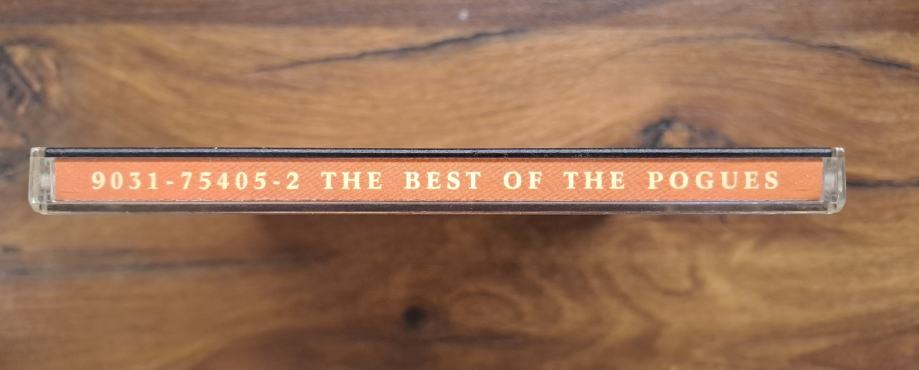 9031-75405-2 THE BEST OF THE POGUES